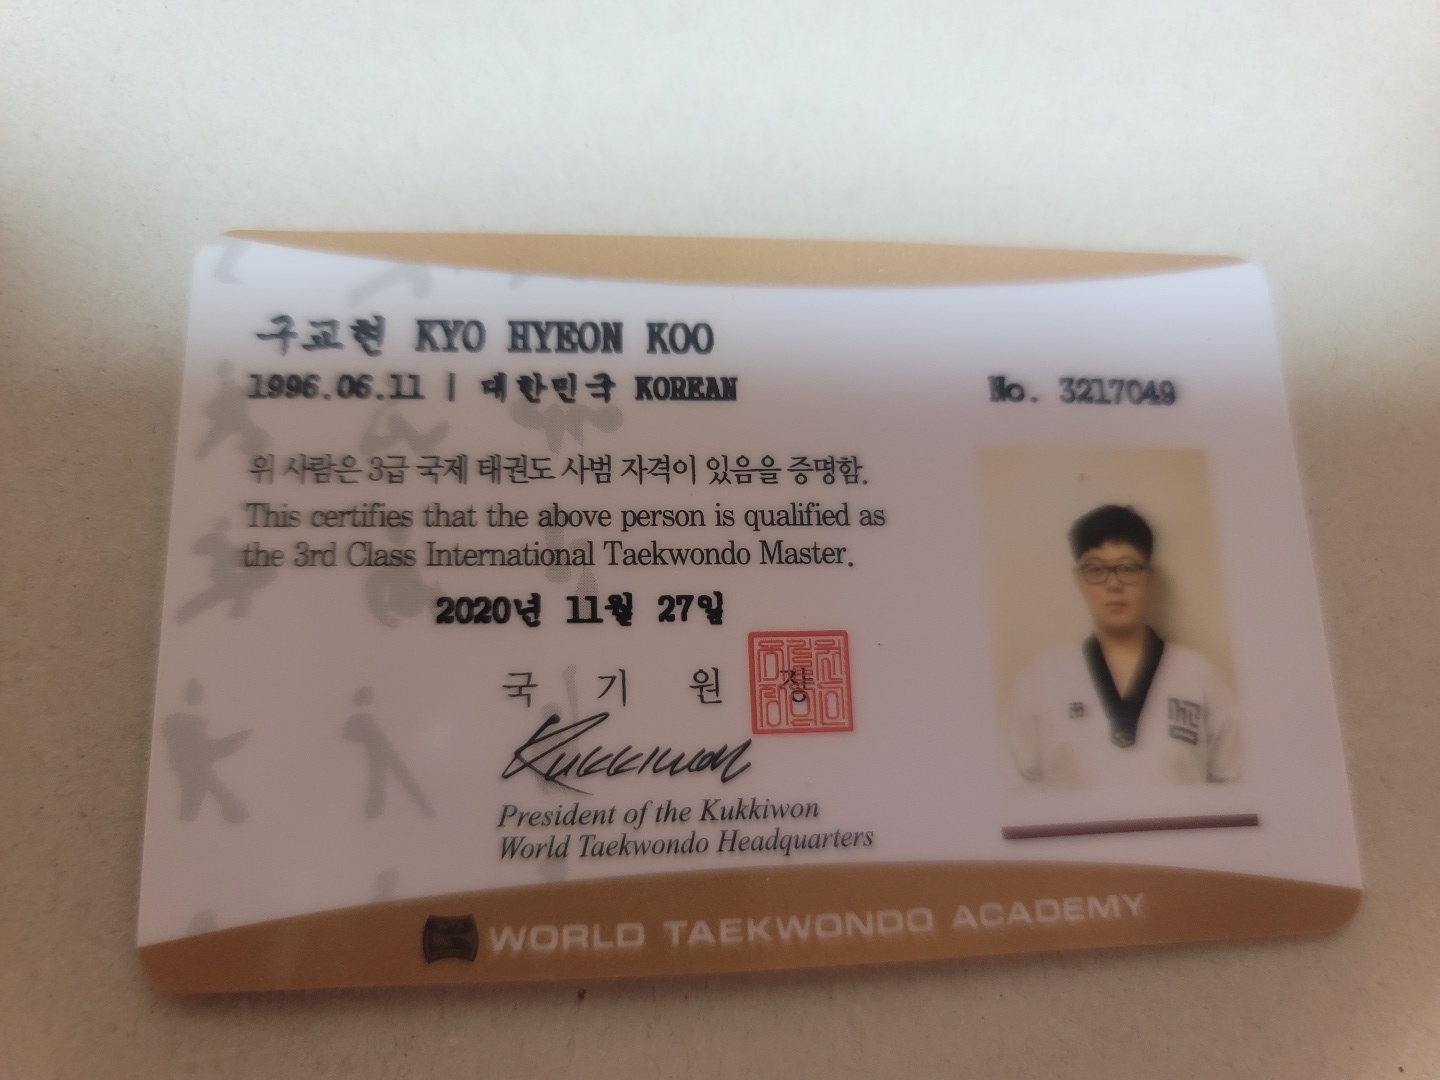 구교현 KYO HYEON KOO
1996.06.11 | 대한민국 KOREAN
No. 3217049
위 사람은 3급 국제 태권도 사범 자격이 있음을 증명함.
This certifies that the above person is qualified as
the 3rd Class International Taekwondo Master.
2020년 11월 27일
국 기 원 장
Kukkiwon
President of the Kukkiwon
World Taekwondo Headquarters
WORLD TAEKWONDO ACADEMY